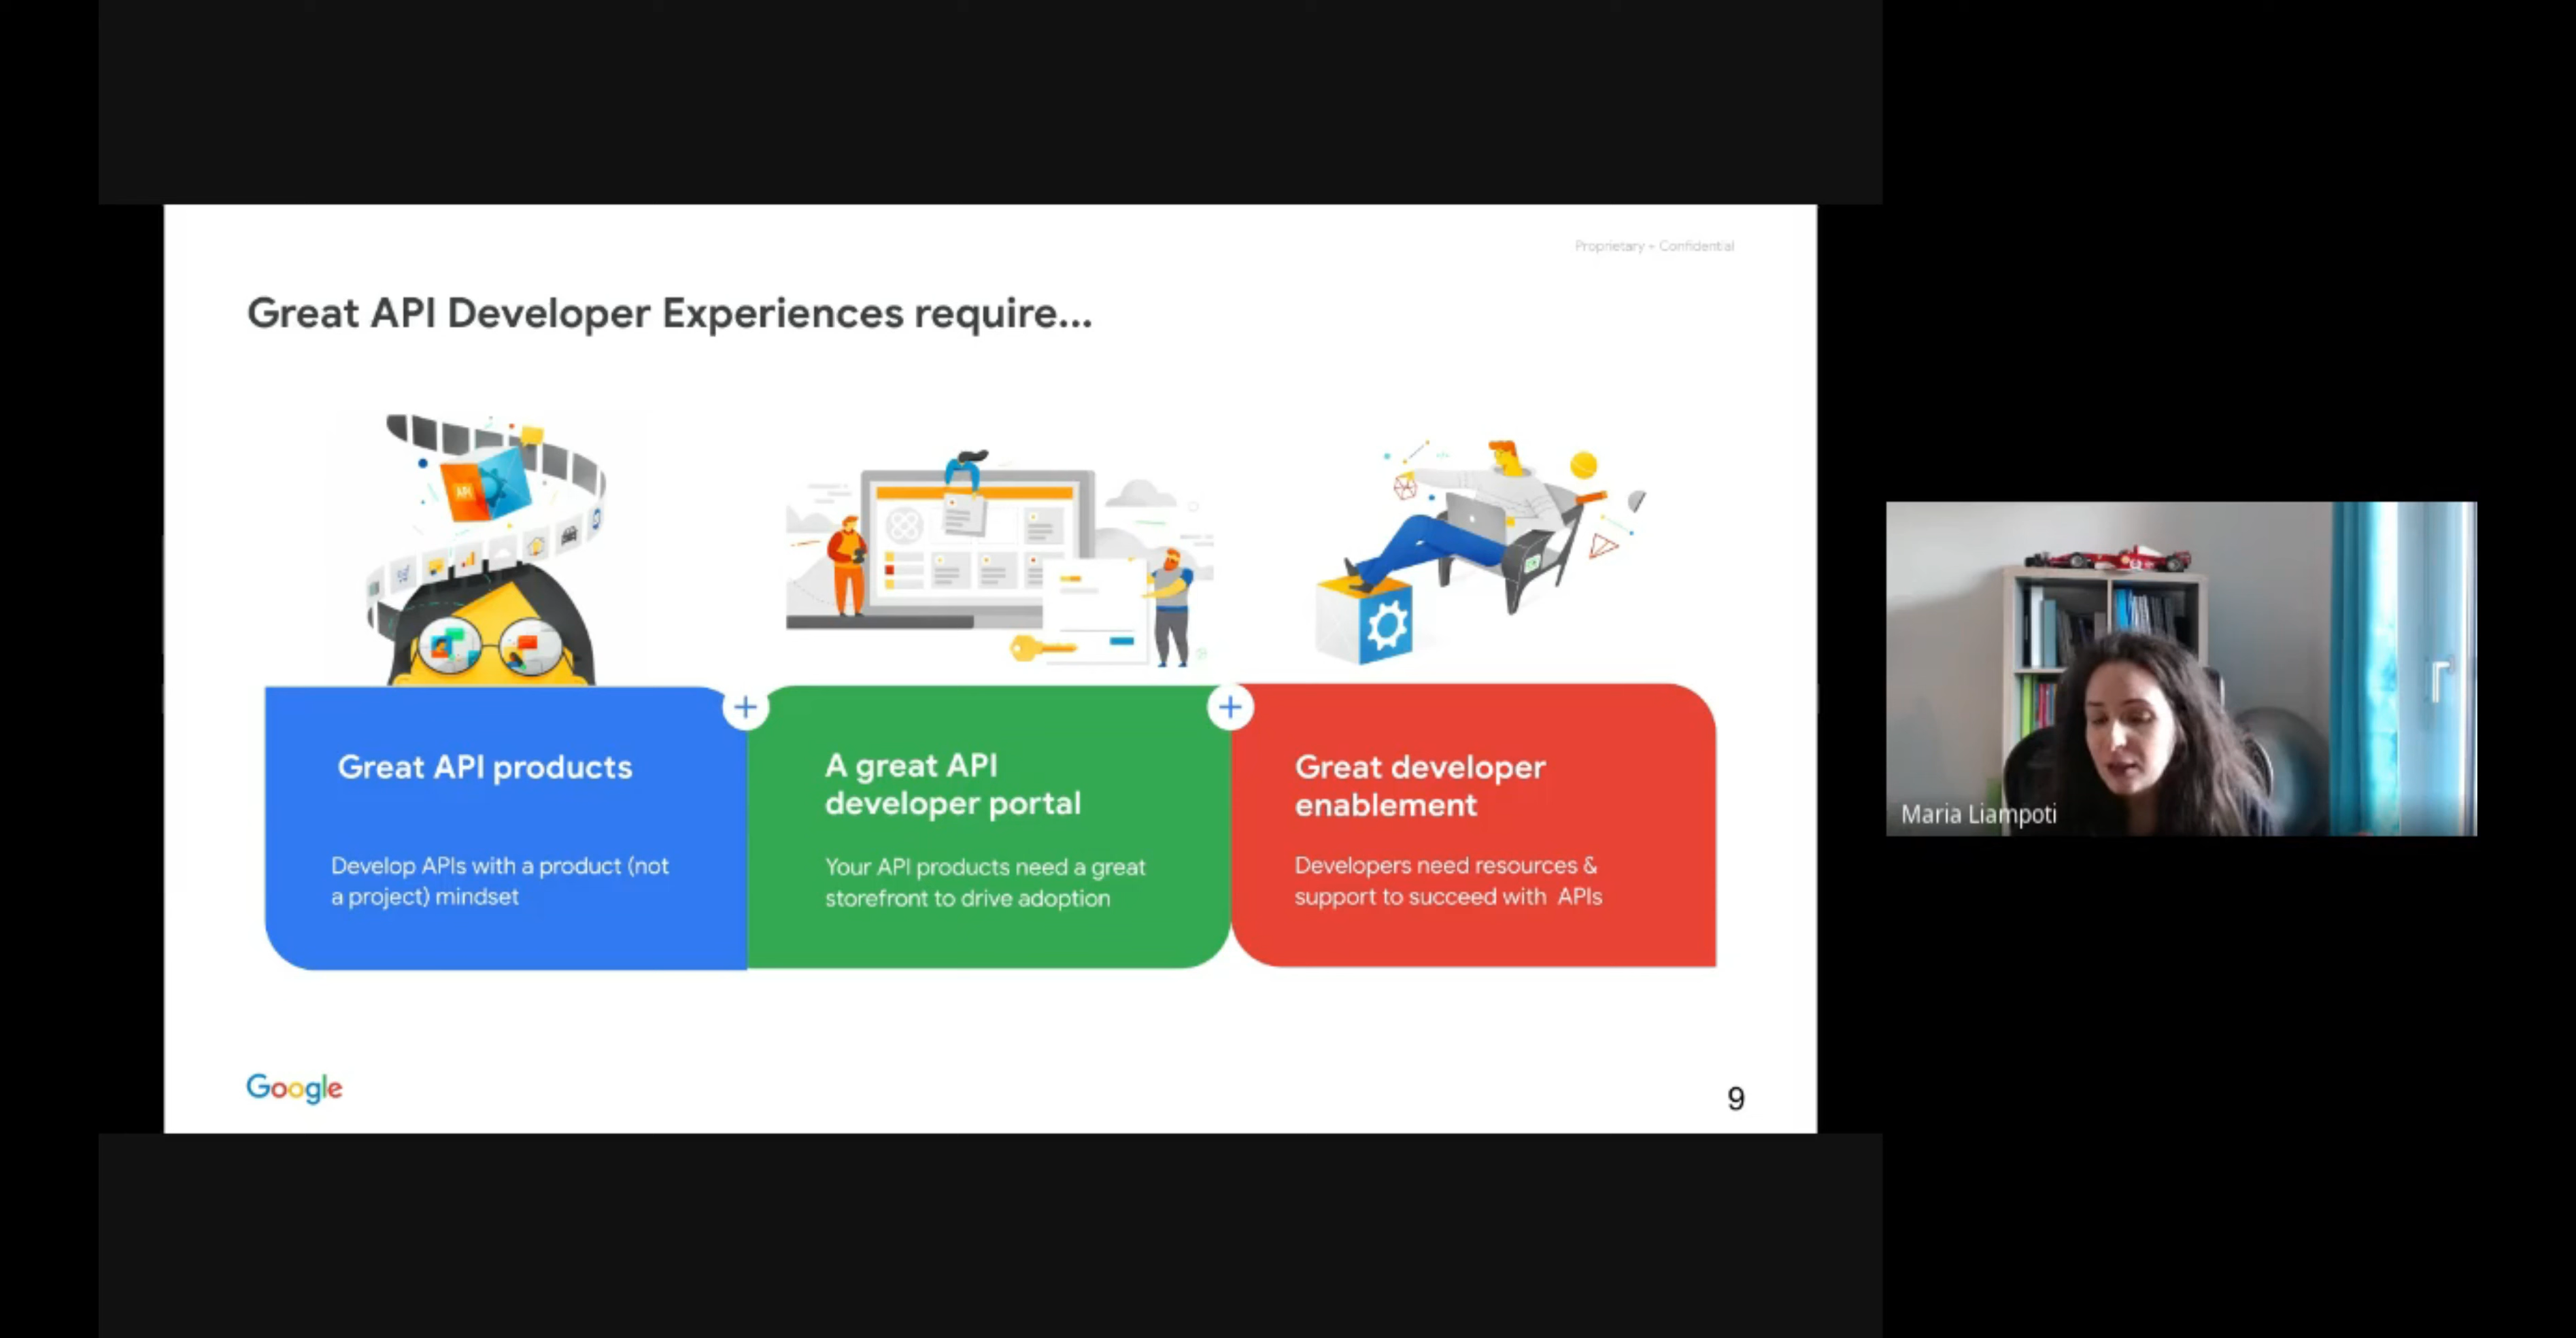 Proprietary + Confidential
Great API Developer Experiences require...
API
Great API products
Develop APIs with a product (not
a project) mindset
A great API
developer portal
Your API products need a great
storefront to drive adoption
Great developer
enablement
Developers need resources &
support to succeed with APIs
Google
9
Maria Liampoti